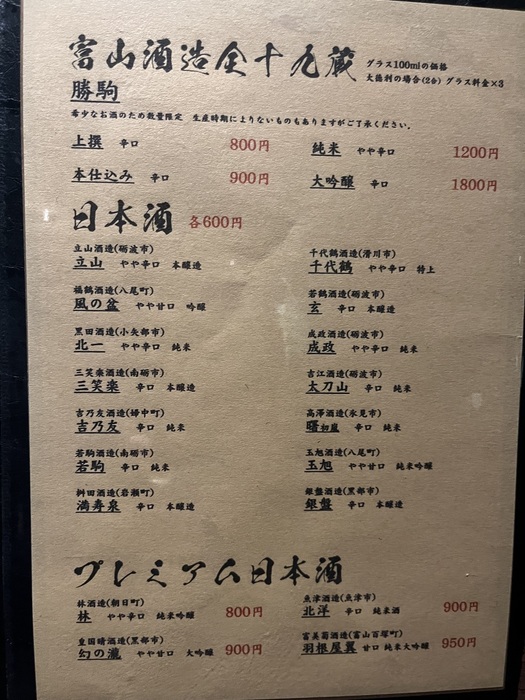 富山酒造全十九蔵
グラス100mlの価格
大徳利の場合(2合) グラス料金×3
勝駒
希少なお酒のため数量限定 生産時期によりないものもありますがご了承ください。
上撰 辛口 800円
純米 やや辛口 1200円
本仕込み 辛口 900円
大吟醸 辛口 1800円
日本酒 各600円
立山酒造(砺波市)
立山 やや辛口 本醸造
千代鶴酒造(滑川市)
千代鶴 やや辛口 特上
福鶴酒造(八尾町)
風の盆 やや甘口 吟醸
若鶴酒造(砺波市)
玄 辛口 本醸造
黒田酒造(小矢部市)
北一 やや辛口 純米
成政酒造(砺波市)
成政 やや辛口 純米
三笑楽酒造(南砺市)
三笑楽 辛口 本醸造
吉江酒造(砺波市)
太刀山 辛口 純米
吉乃友酒造(婦中町)
吉乃友 辛口 純米
高澤酒造(氷見市)
曙初嵐 辛口 純米
若駒酒造(南砺市)
若駒 辛口 純米
玉旭酒造(八尾町)
玉旭 やや甘口 純米吟醸
桝田酒造(岩瀬町)
満寿泉 辛口 本醸造
銀盤酒造(黒部市)
銀盤 辛口 本醸造
プレミアム日本酒
林酒造(朝日町)
林 やや辛口 純米吟醸 800円
魚津酒造(魚津市)
北洋 辛口 純米酒 900円
皇国晴酒造(黒部市)
幻の瀧 やや甘口 大吟醸 900円
富美菊酒造(富山百塚町)
羽根屋翼 甘口 純米大吟醸 950円